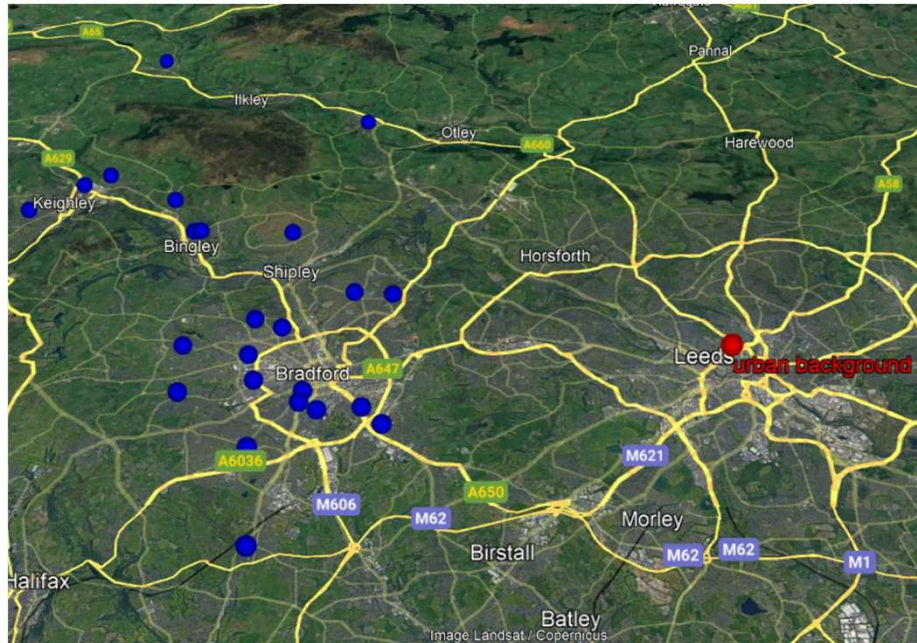 A661
A65
Pannal
Ilkley
Otley
Harewood
A660
A629
A58
Keighley
Bingley
Horsforth
Shipley
Leeds
urban background
Bradford
A647
M621
A6036
A650
M606
M62
Morley
Birstall
M62
M62
M1
Halifax
Batley
Image Landsat / Copernicus